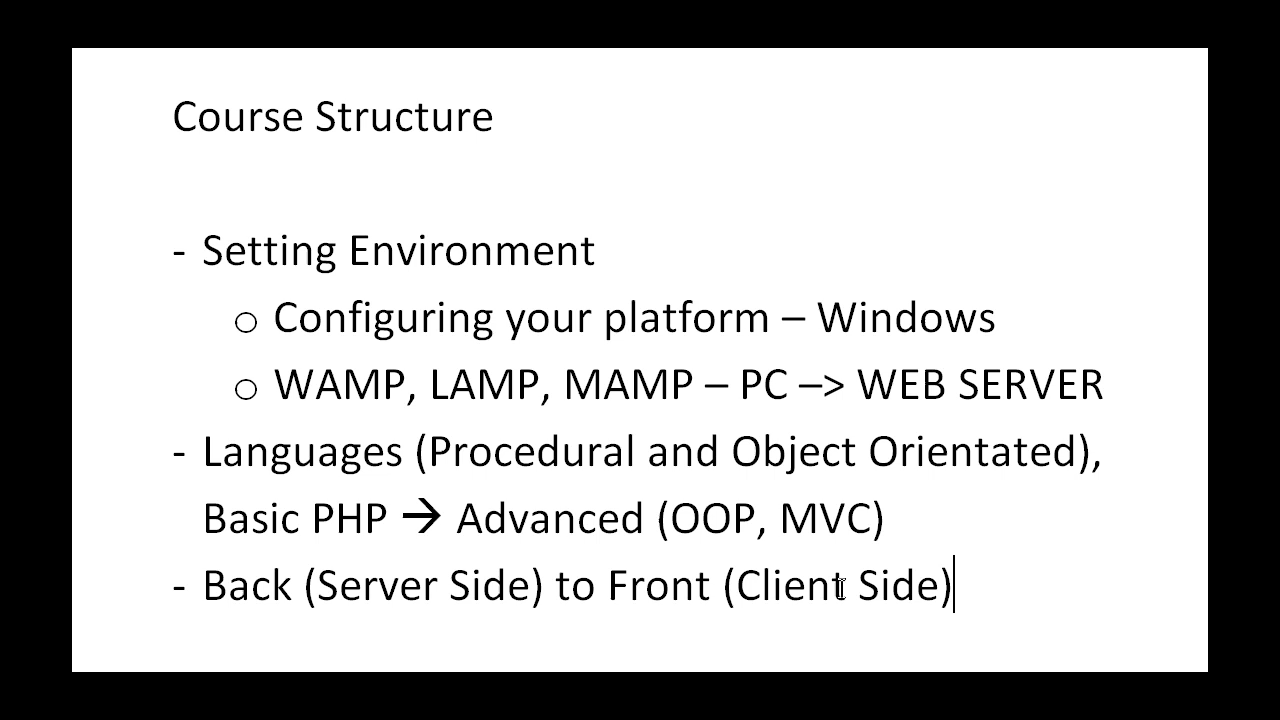 Course Structure
- Setting Environment
o Configuring your platform – Windows
o WAMP, LAMP, MAMP – PC –> WEB SERVER
- Languages (Procedural and Object Orientated),
Basic PHP → Advanced (OOP, MVC)
- Back (Server Side) to Front (Client Side)